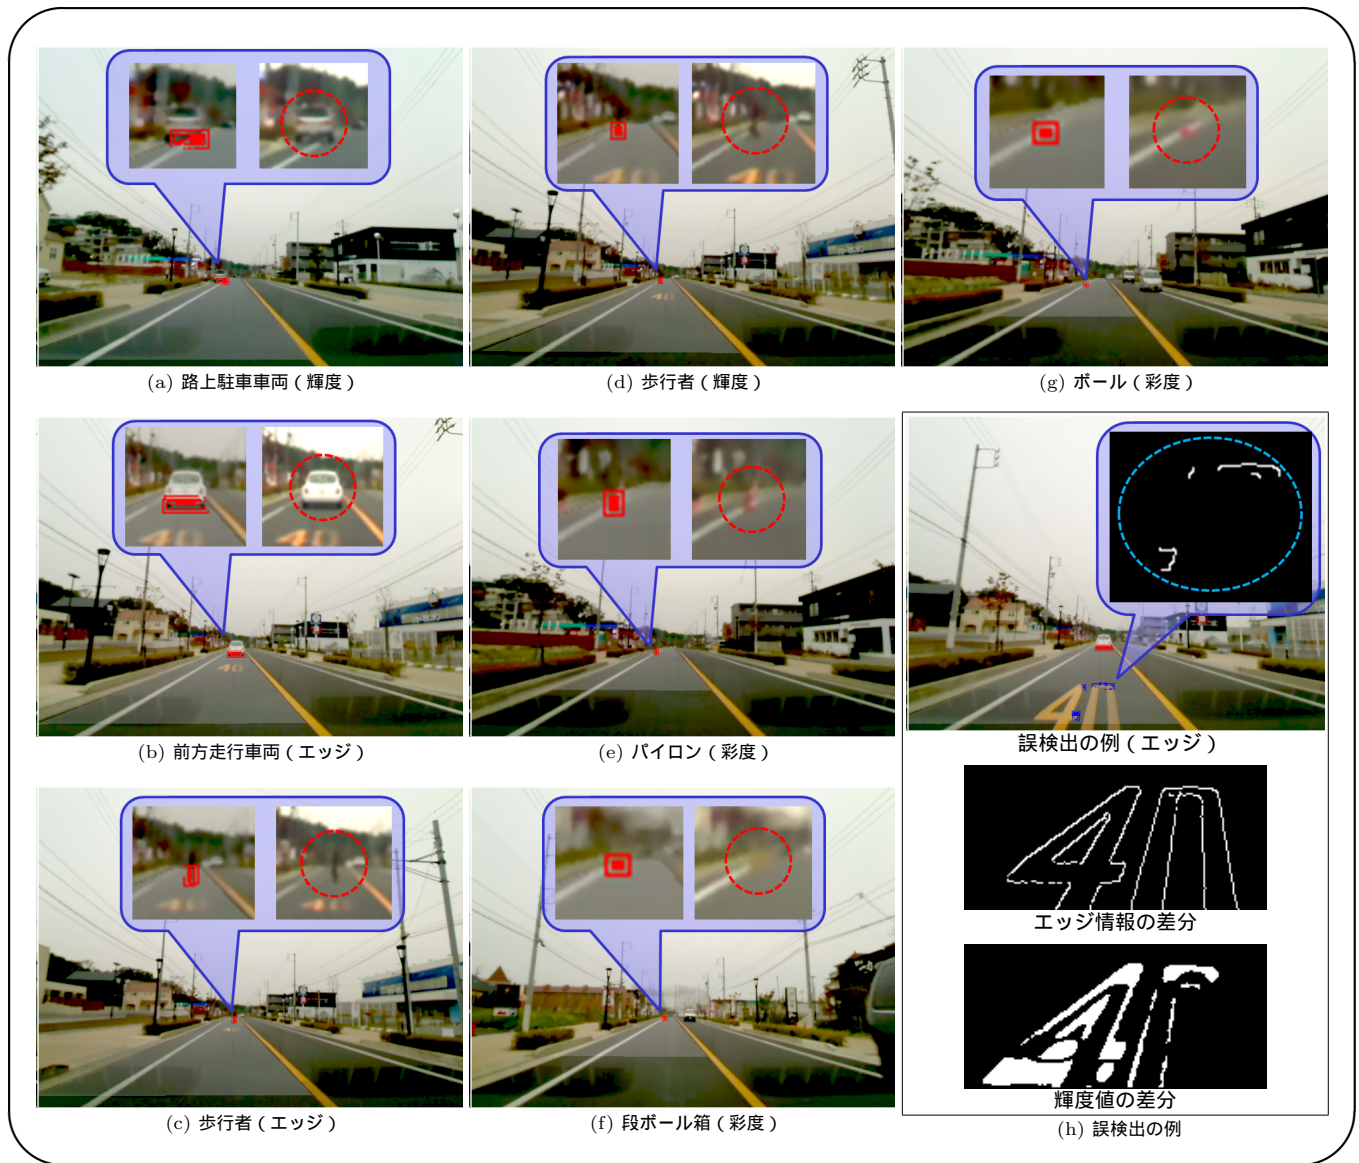 (a) 路上駐車車両(輝度)
(d) 歩行者(輝度)
(g) ボール(彩度)
(b) 前方走行車両(エッジ)
(e) パイロン(彩度)
誤検出の例(エッジ)
エッジ情報の差分
輝度値の差分
(c) 歩行者(エッジ)
(f) 段ボール箱(彩度)
(h) 誤検出の例
40
40